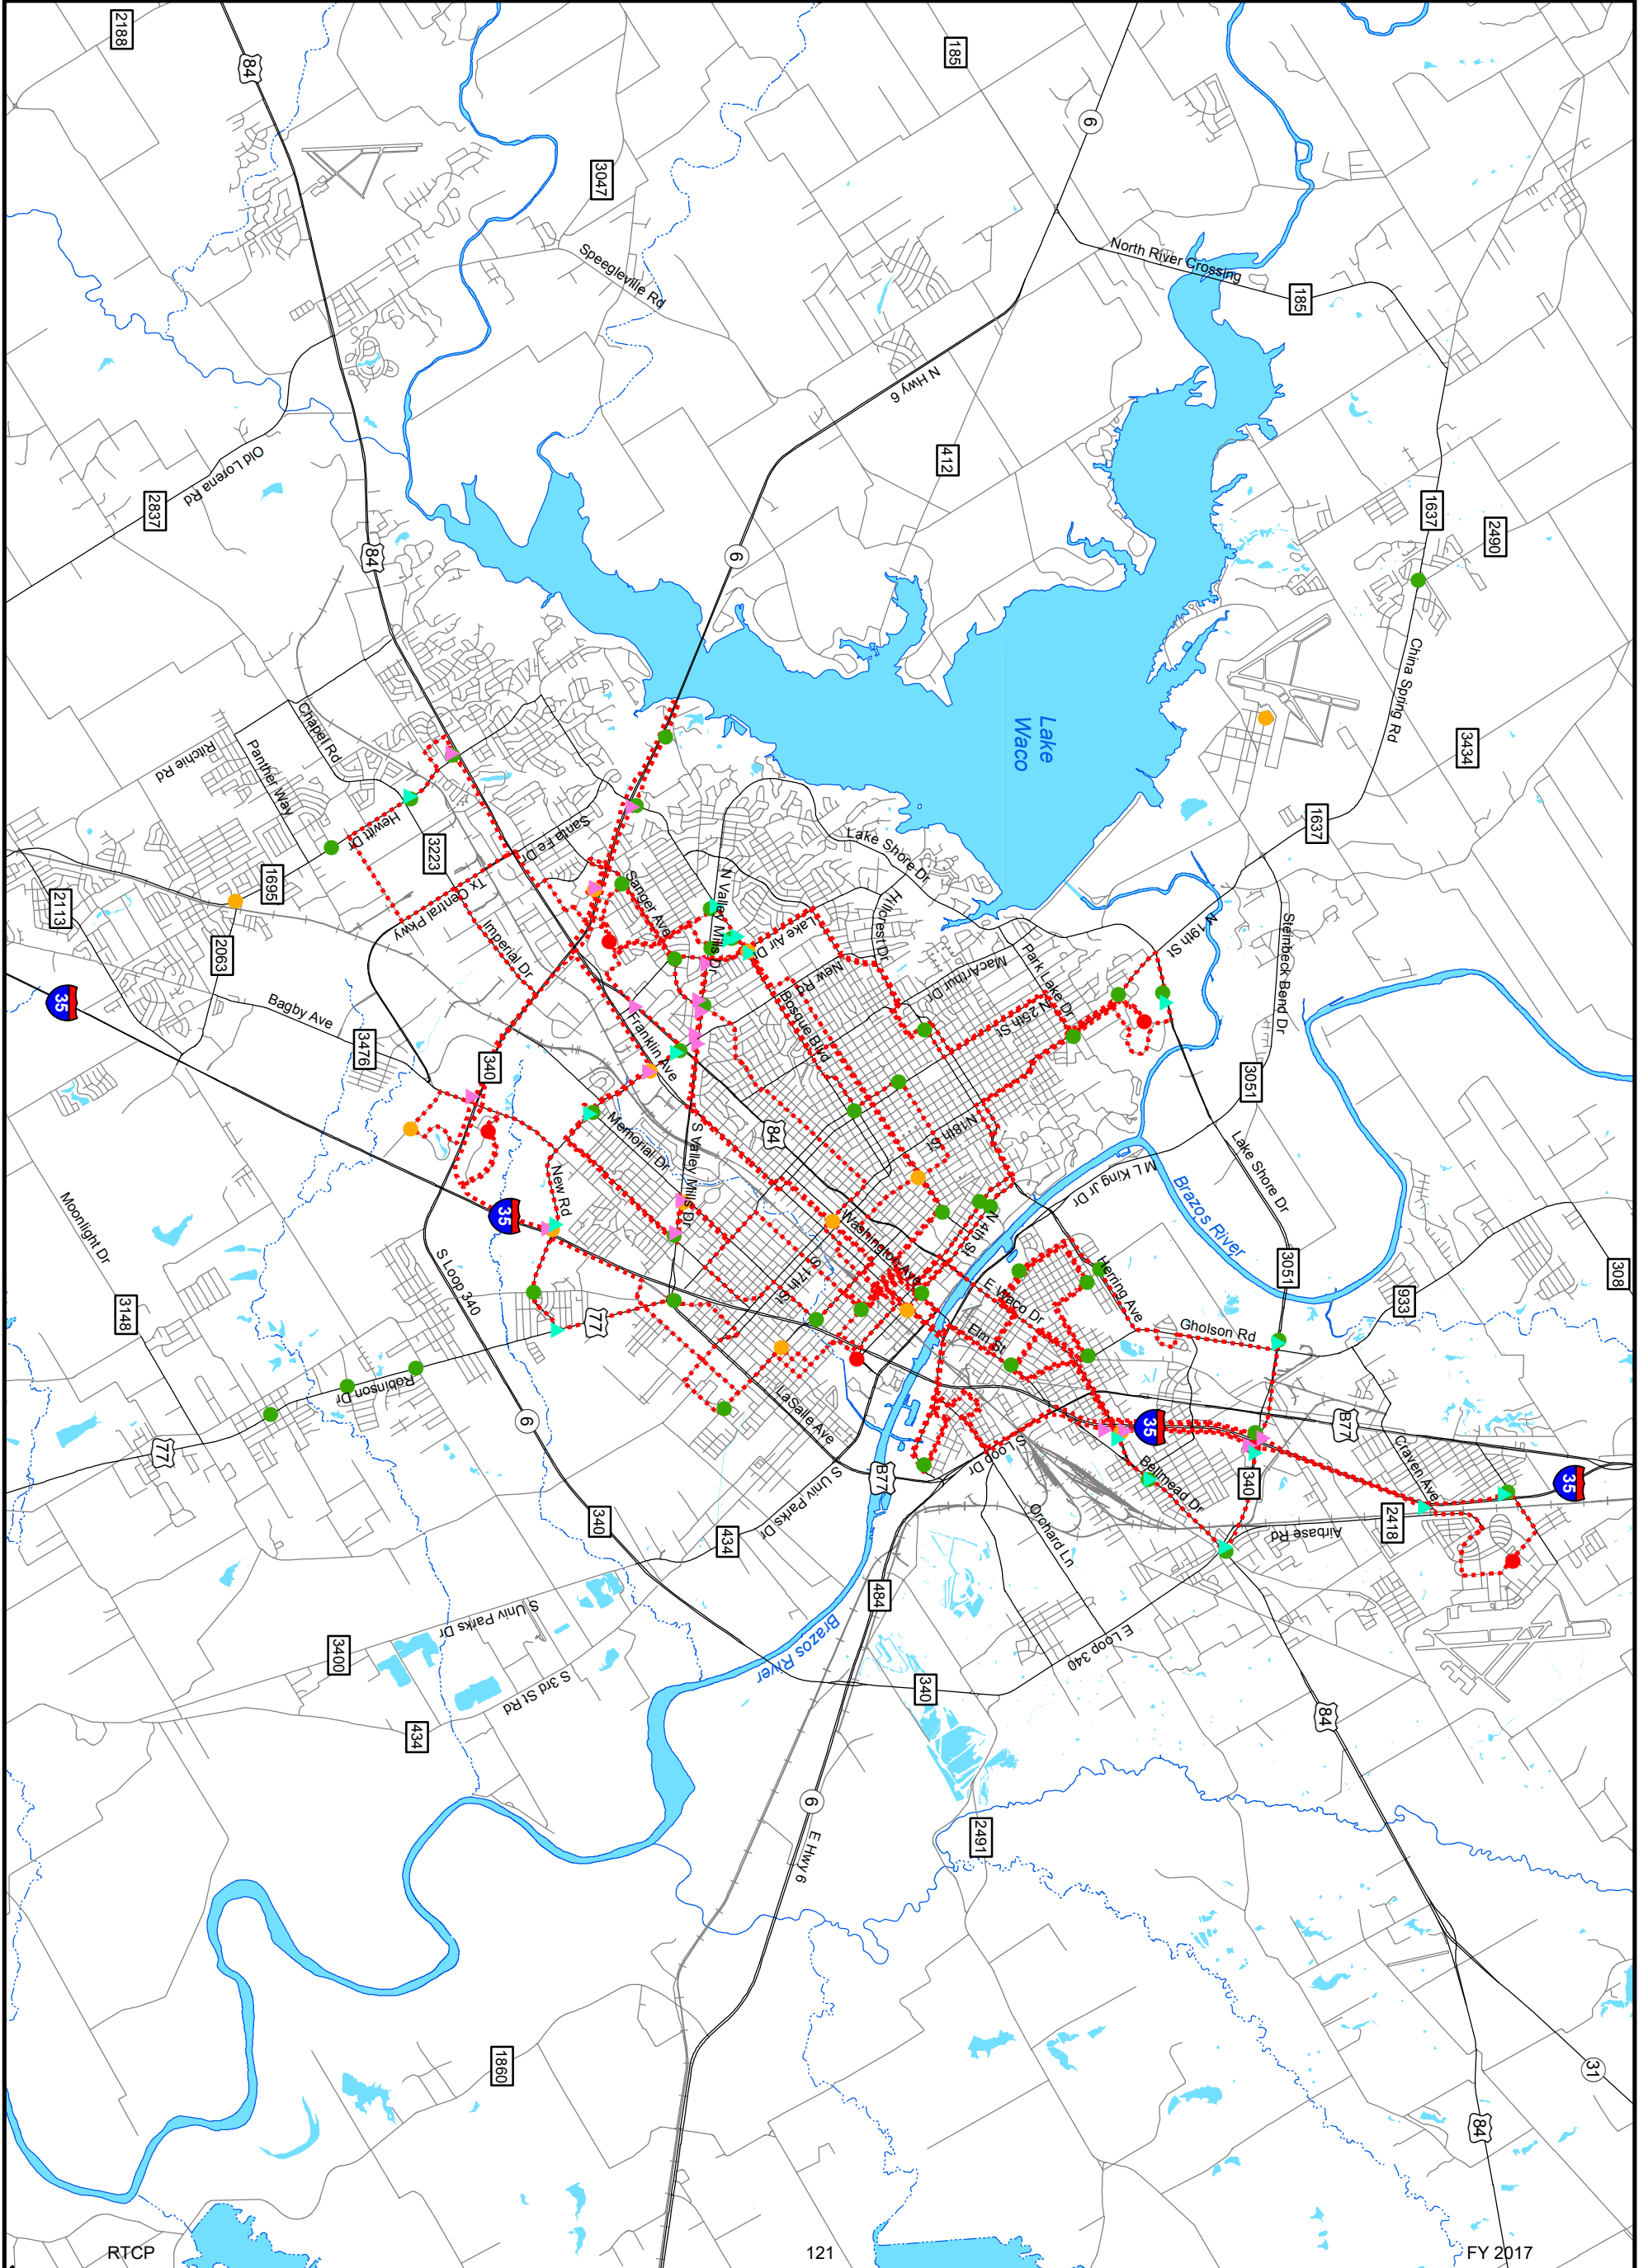 2188
84
185
6
3047
Speegleville Rd
North River Crossing
185
N Hwy 6
412
Old Lorena Rd
2837
84
6
1637
2490
China Spring Rd
3434
Lake
Waco
1637
Chapel Rd
Ritchie Rd
Panther Way
Hewitt Dr
3223
1695
2113
2063
Santa Fe Dr
Tx Central Pkwy
Imperial Dr
Sanger Ave
N Valley Mills Dr
Lake Shore Dr
Hillcrest Dr
Lake Air Dr
New Rd
MacArthur Dr
Park Lake Dr
N 25th St
N 19th St
Steinbeck Bend Dr
Bosque Blvd
35
Bagby Ave
3476
340
Franklin Ave
3051
84
N 18th St
Memorial Dr
S Valley Mills Dr
M L King Jr Dr
Lake Shore Dr
Brazos River
New Rd
35
Moonlight Dr
S Loop 340
Washington Ave
N 4th St
S 17th St
E Waco Dr
Herring Ave
3051
308
933
3148
77
Elm St
Gholson Rd
Robinson Dr
LaSalle Ave
77
6
35
B77
Craven Ave
35
S Loop Dr
Bellmead Dr
B77
340
S Univ Parks Dr
340
434
Orchard Ln
2418
Airbase Rd
484
S Univ Parks Dr
3400
Brazos River
E Loop 340
S 3rd St Rd
340
434
84
6
E Hwy 6
2491
1860
31
84
RTCP
121
FY 2017